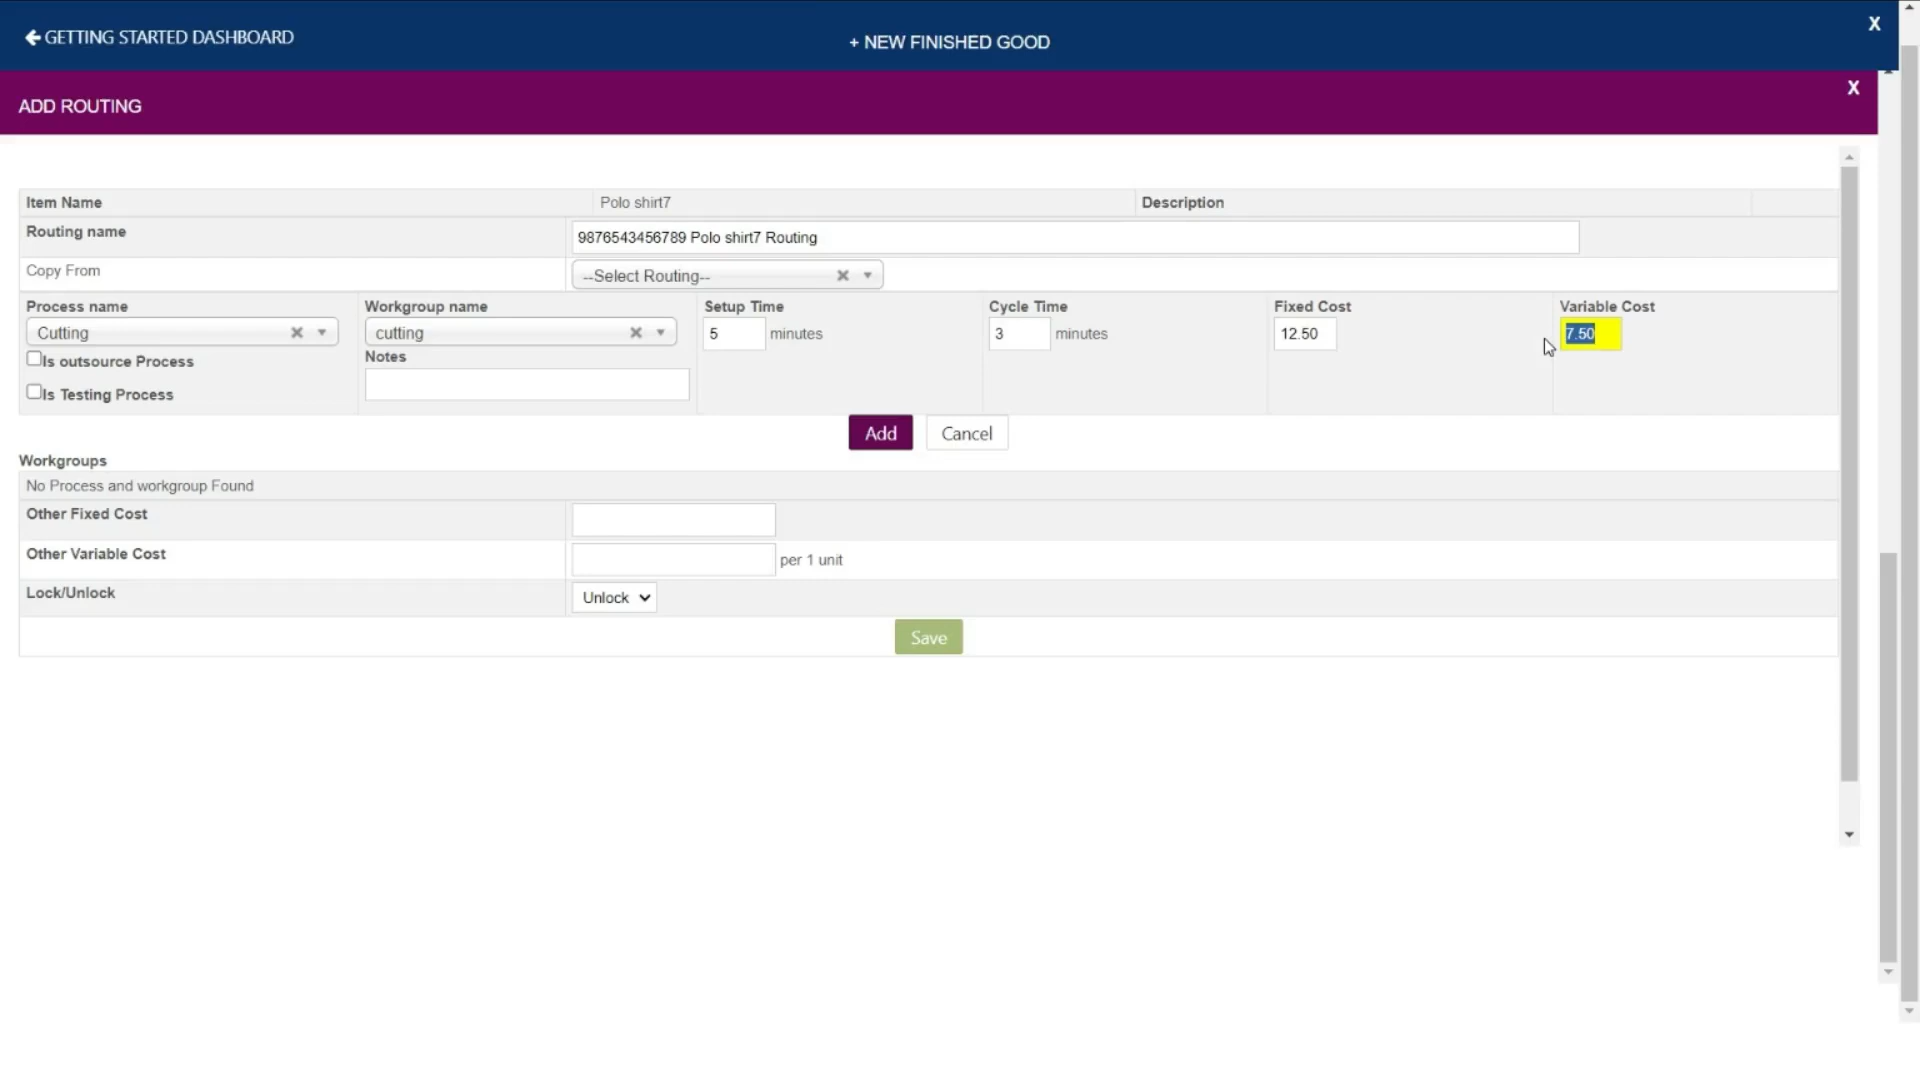 GETTING STARTED DASHBOARD
+ NEW FINISHED GOOD
X
ADD ROUTING
X
Item Name
Polo shirt7
Description
Routing name
9876543456789 Polo shirt7 Routing
Copy From
--Select Routing--
Process name
Workgroup name
Setup Time
Cycle Time
Fixed Cost
Variable Cost
Cutting
cutting
5 minutes
3 minutes
12.50
7.50
Is outsource Process
Notes
Is Testing Process
Add
Cancel
Workgroups
No Process and workgroup Found
Other Fixed Cost
Other Variable Cost
per 1 unit
Lock/Unlock
Unlock
Save